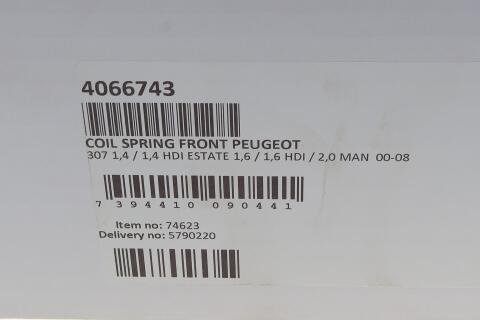 4066743
COIL SPRING FRONT PEUGEOT
307 1,4 / 1,4 HDI ESTATE 1,6 / 1,6 HDI / 2,0 MAN 00-08
7 394410 090441
Item no: 74623
Delivery no: 5790220